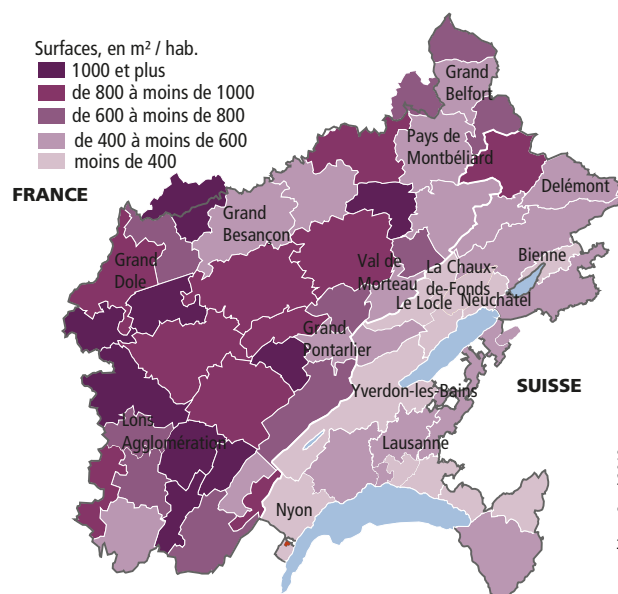 Surfaces, en m² / hab.
1000 et plus
de 800 à moins de 1000
de 600 à moins de 800
de 400 à moins de 600
moins de 400
FRANCE
Grand
Belfort
Pays de
Montbéliard
Delémont
Grand
Besançon
Bienne
Grand
Dole
Val de
Morteau
La Chaux-
de-Fonds
Le Locle
Neuchâtel
Grand
Pontarlier
SUISSE
Yverdon-les-Bains
Lons
Agglomération
Lausanne
Nyon